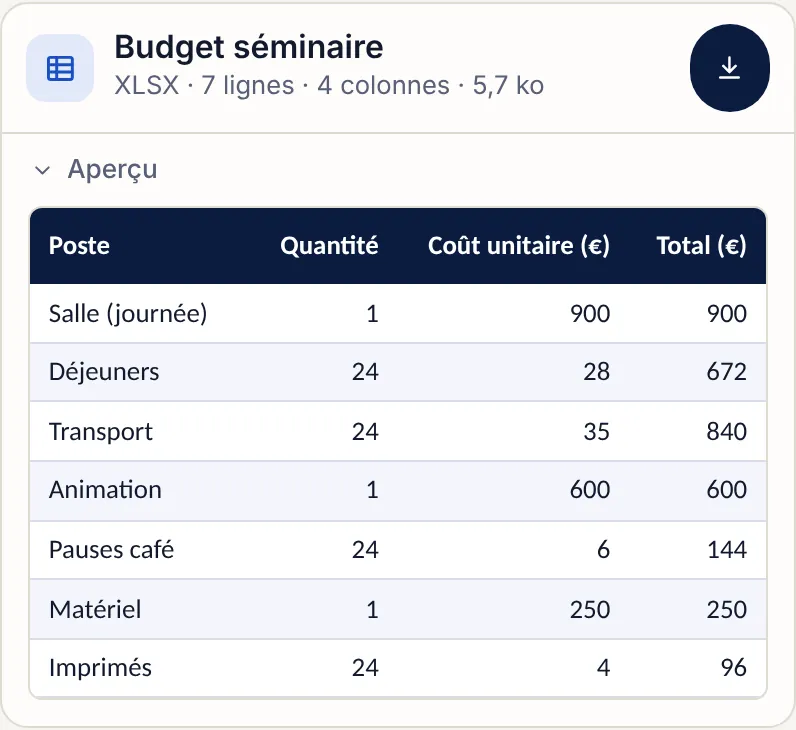 Budget séminaire
XLSX · 7 lignes · 4 colonnes · 5,7 ko
Aperçu
Poste Quantité Coût unitaire (€) Total (€)
Salle (journée) 1 900 900
Déjeuners 24 28 672
Transport 24 35 840
Animation 1 600 600
Pauses café 24 6 144
Matériel 1 250 250
Imprimés 24 4 96